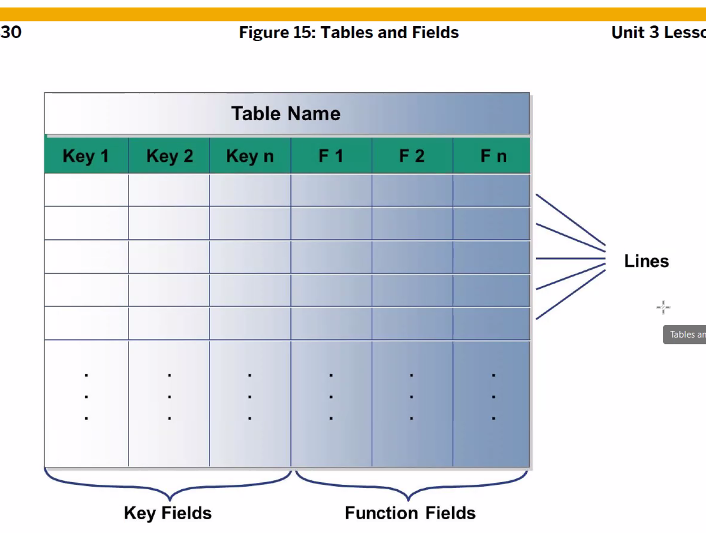 30 Figure 15: Tables and Fields Unit 3 Lesso
Table Name
Key 1 Key 2 Key n F 1 F 2 F n
Lines
Tables an
Key Fields Function Fields